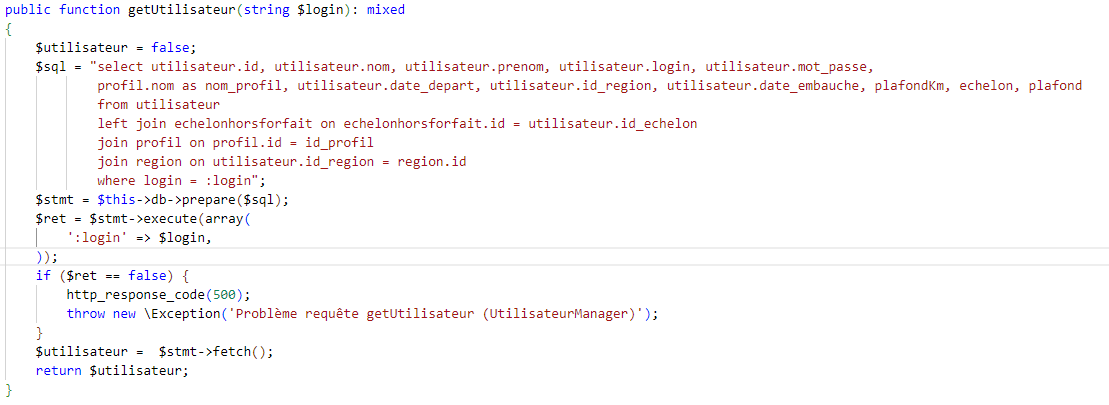 public function getUtilisateur(string $login): mixed
{
    $utilisateur = false;
    $sql = "select utilisateur.id, utilisateur.nom, utilisateur.prenom, utilisateur.login, utilisateur.mot_passe,
            profil.nom as nom_profil, utilisateur.date_depart, utilisateur.id_region, utilisateur.date_embauche, plafondKm, echelon, plafond
            from utilisateur
            left join echelonhorsforfait on echelonhorsforfait.id = utilisateur.id_echelon
            join profil on profil.id = id_profil
            join region on utilisateur.id_region = region.id
            where login = :login";
    $stmt = $this->db->prepare($sql);
    $ret = $stmt->execute(array(
        ':login' => $login,
    ));
    if ($ret == false) {
        http_response_code(500);
        throw new \Exception('Problème requête getUtilisateur (UtilisateurManager)');
    }
    $utilisateur =  $stmt->fetch();
    return $utilisateur;
}